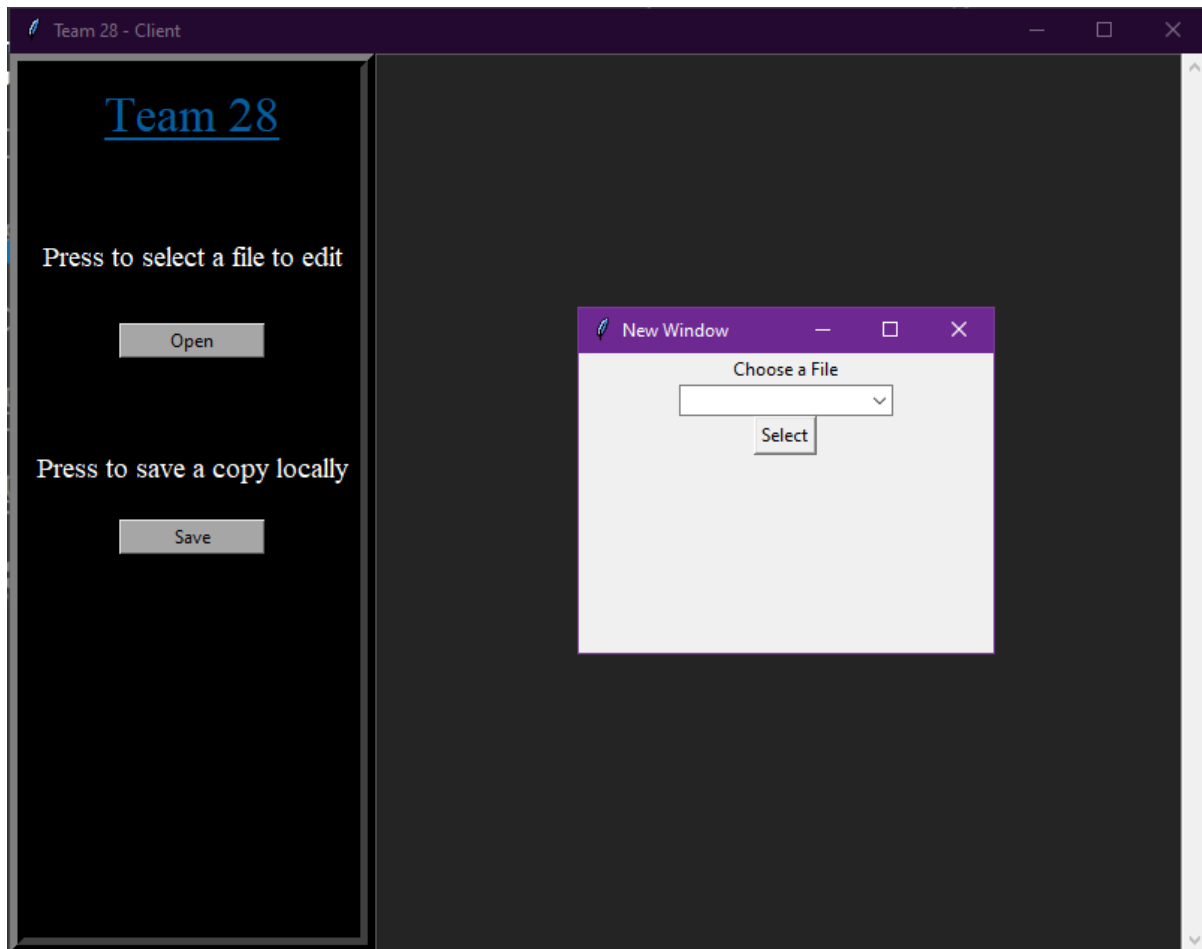 Team 28 - Client
Team 28
Press to select a file to edit
Open
Press to save a copy locally
Save
New Window
Choose a File
Select